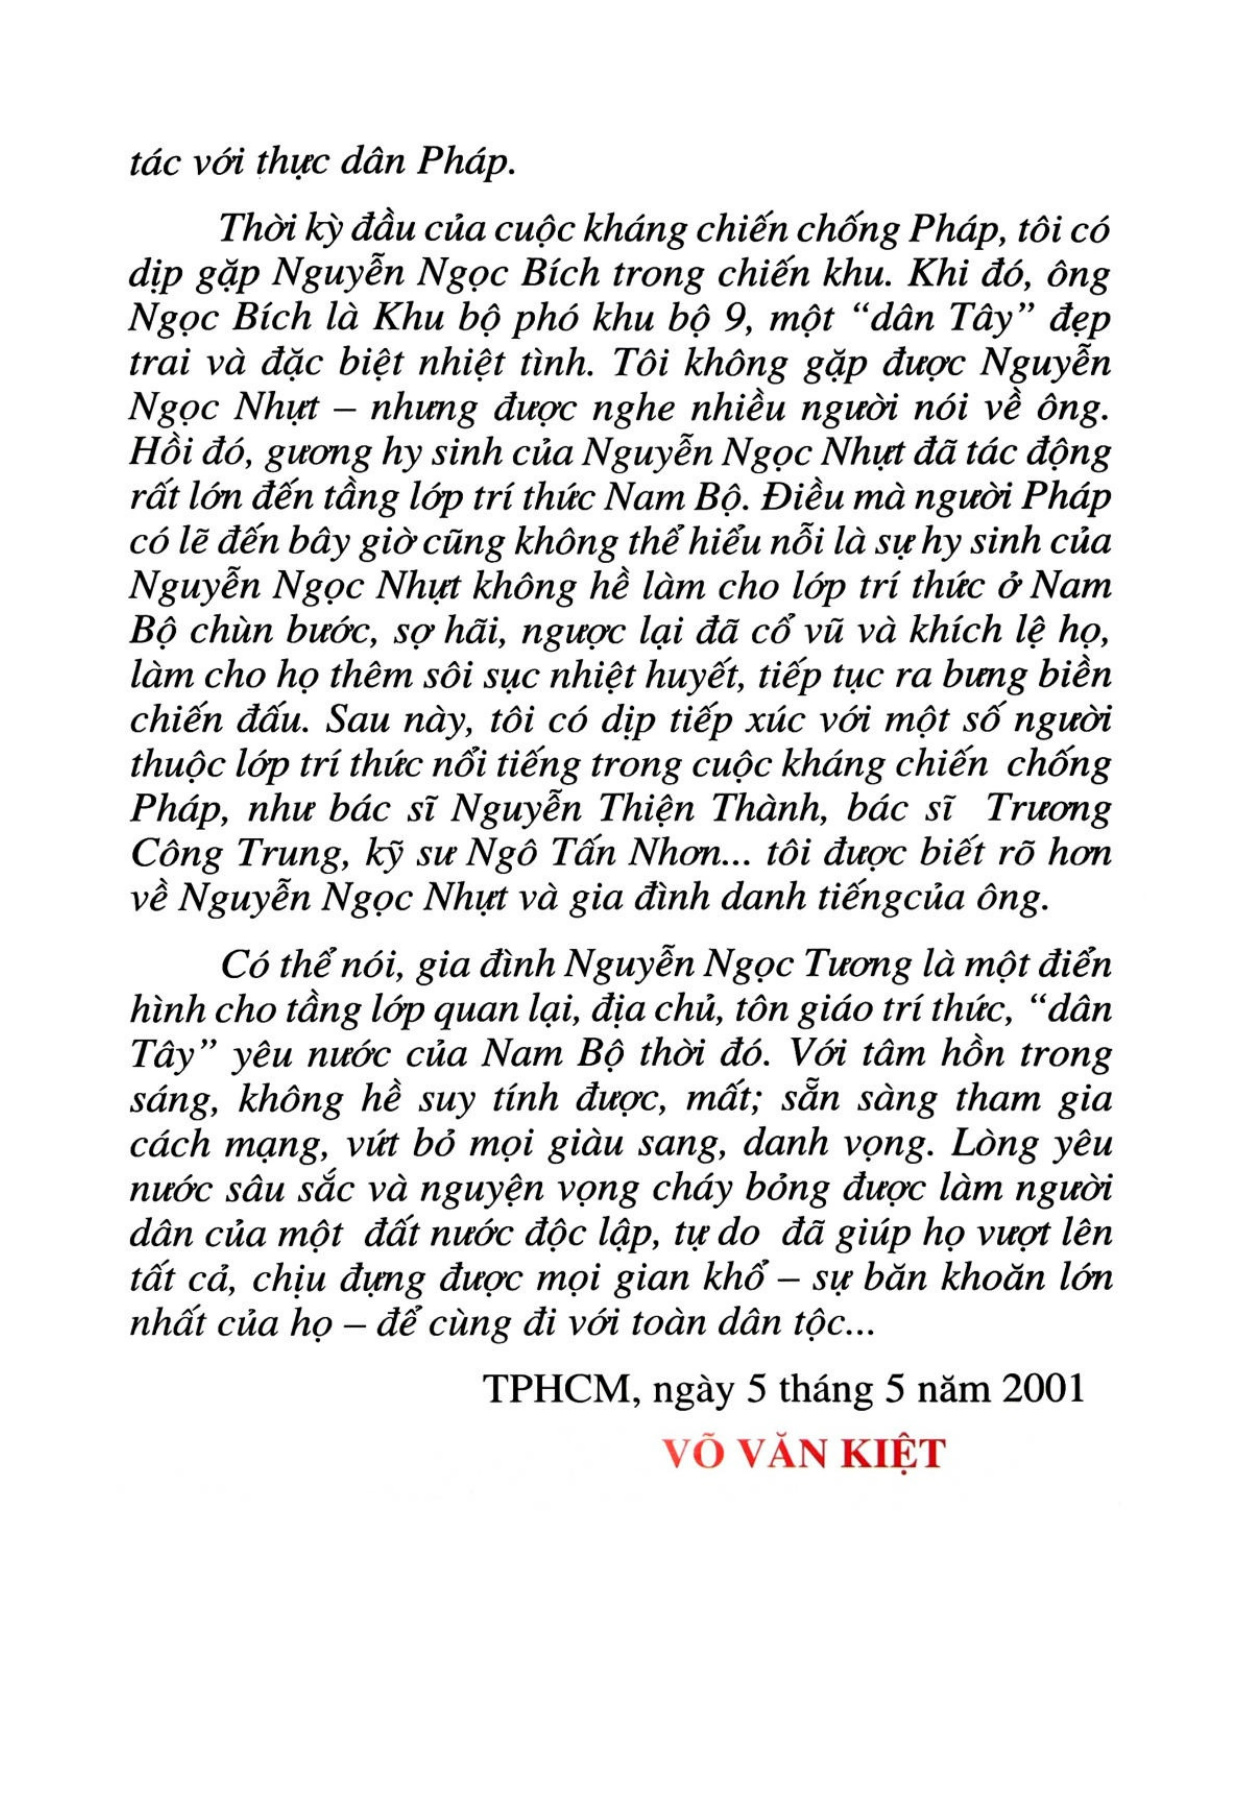 tác với thực dân Pháp.
Thời kỳ đầu của cuộc kháng chiến chống Pháp, tôi có
dịp gặp Nguyễn Ngọc Bích trong chiến khu. Khi đó, ông
Ngọc Bích là Khu bộ phó khu bộ 9, một “dân Tây” đẹp
trai và đặc biệt nhiệt tình. Tôi không gặp được Nguyễn
Ngọc Nhựt – nhưng được nghe nhiều người nói về ông.
Hồi đó, gương hy sinh của Nguyễn Ngọc Nhựt đã tác động
rất lớn đến tầng lớp trí thức Nam Bộ. Điều mà người Pháp
có lẽ đến bây giờ cũng không thể hiểu nỗi là sự hy sinh của
Nguyễn Ngọc Nhựt không hề làm cho lớp trí thức ở Nam
Bộ chùn bước, sợ hãi, ngược lại đã cổ vũ và khích lệ họ,
làm cho họ thêm sôi sục nhiệt huyết, tiếp tục ra bưng biền
chiến đấu. Sau này, tôi có dịp tiếp xúc với một số người
thuộc lớp trí thức nổi tiếng trong cuộc kháng chiến chống
Pháp, như bác sĩ Nguyễn Thiện Thành, bác sĩ Trương
Công Trung, kỹ sư Ngô Tấn Nhơn... tôi được biết rõ hơn
về Nguyễn Ngọc Nhựt và gia đình danh tiếngcủa ông.
Có thể nói, gia đình Nguyễn Ngọc Tương là một điển
hình cho tầng lớp quan lại, địa chủ, tôn giáo trí thức, “dân
Tây” yêu nước của Nam Bộ thời đó. Với tâm hồn trong
sáng, không hề suy tính được, mất; sẵn sàng tham gia
cách mạng, vứt bỏ mọi giàu sang, danh vọng. Lòng yêu
nước sâu sắc và nguyện vọng cháy bỏng được làm người
dân của một đất nước độc lập, tự do đã giúp họ vượt lên
tất cả, chịu đựng được mọi gian khổ – sự băn khoăn lớn
nhất của họ – để cùng đi với toàn dân tộc...
TPHCM, ngày 5 tháng 5 năm 2001
VÕ VĂN KIỆT